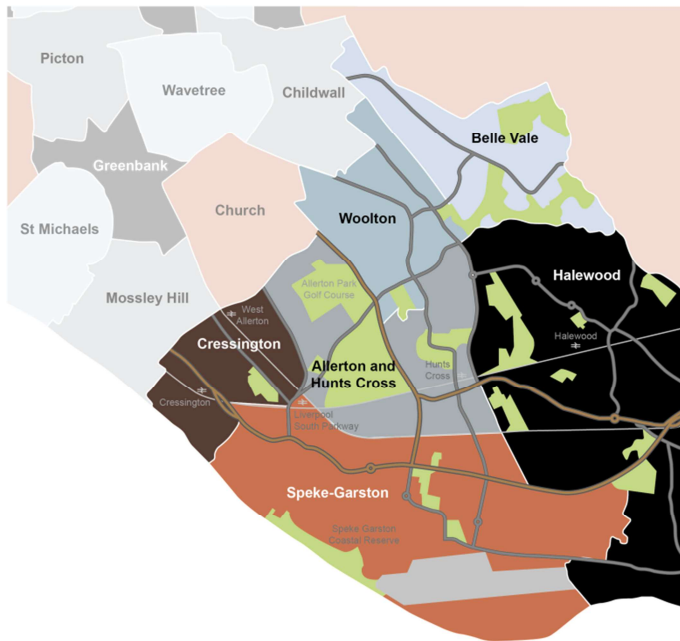 Picton
Wavetree
Childwall
Belle Vale
Greenbank
Church
Woolton
St Michaels
Halewood
Mossley Hill
Allerton Park
Golf Course
West
Allerton
Halewood
Cressington
Allerton and
Hunts Cross
Hunts
Cross
Cressington
Liverpool
South Parkway
Speke-Garston
Speke Garston
Coastal Reserve